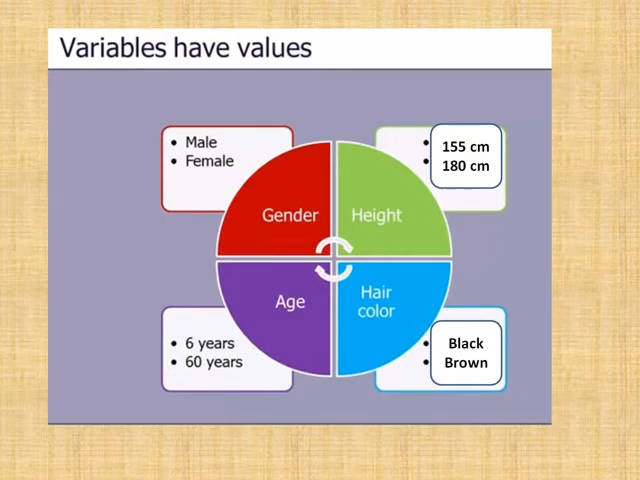 Variables have values
• Male
• Female
155 cm
180 cm
Gender
Height
Age
Hair
color
• 6 years
• 60 years
Black
Brown